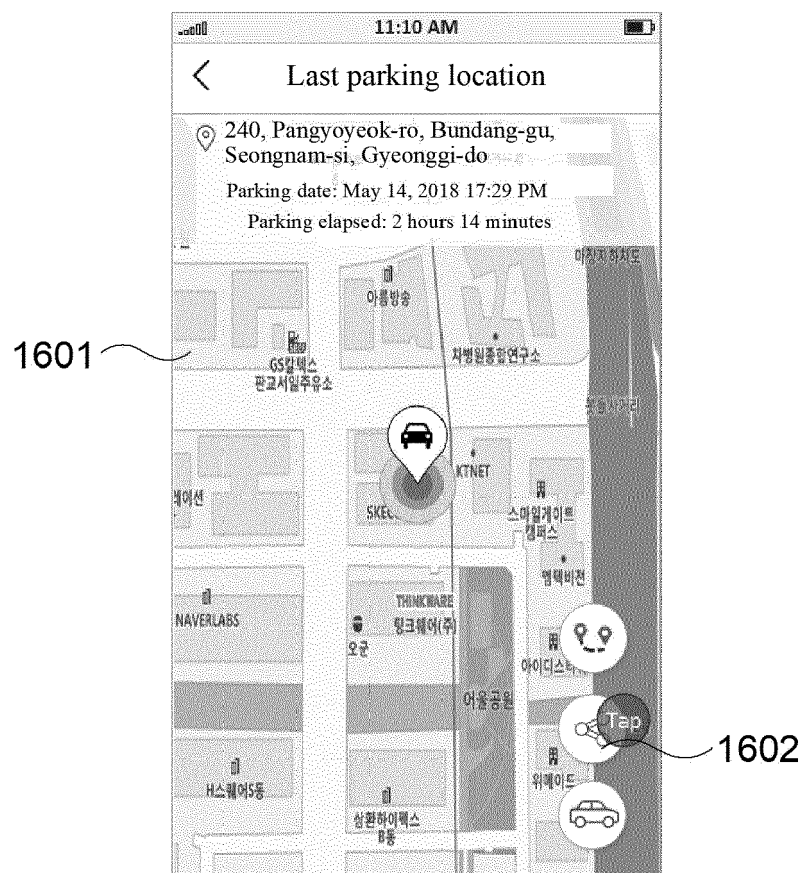 11:10 AM
Last parking location
240, Pangyoyeok-ro, Bundang-gu,
Seongnam-si, Gyeonggi-do
Parking date: May 14, 2018 17:29 PM
Parking elapsed: 2 hours 14 minutes
아름방송
1601
GS칼텍스
판교서일주유소
차병원종합연구소
KTNET
스마일게이트
캠퍼스
엠텍비젼
NAVERLABS
THINKWARE
팅크웨어(주)
오군
어울공원
Tap
1602
H스퀘어S동
삼환하이펙스
B동
위메이드